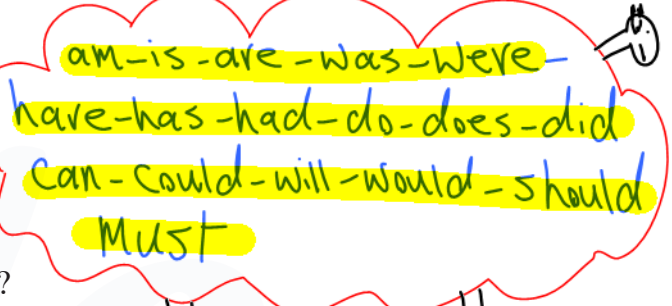 am-is-are-was-were-
have-has-had-do-does-did
can-could-will-would-should
Must
?